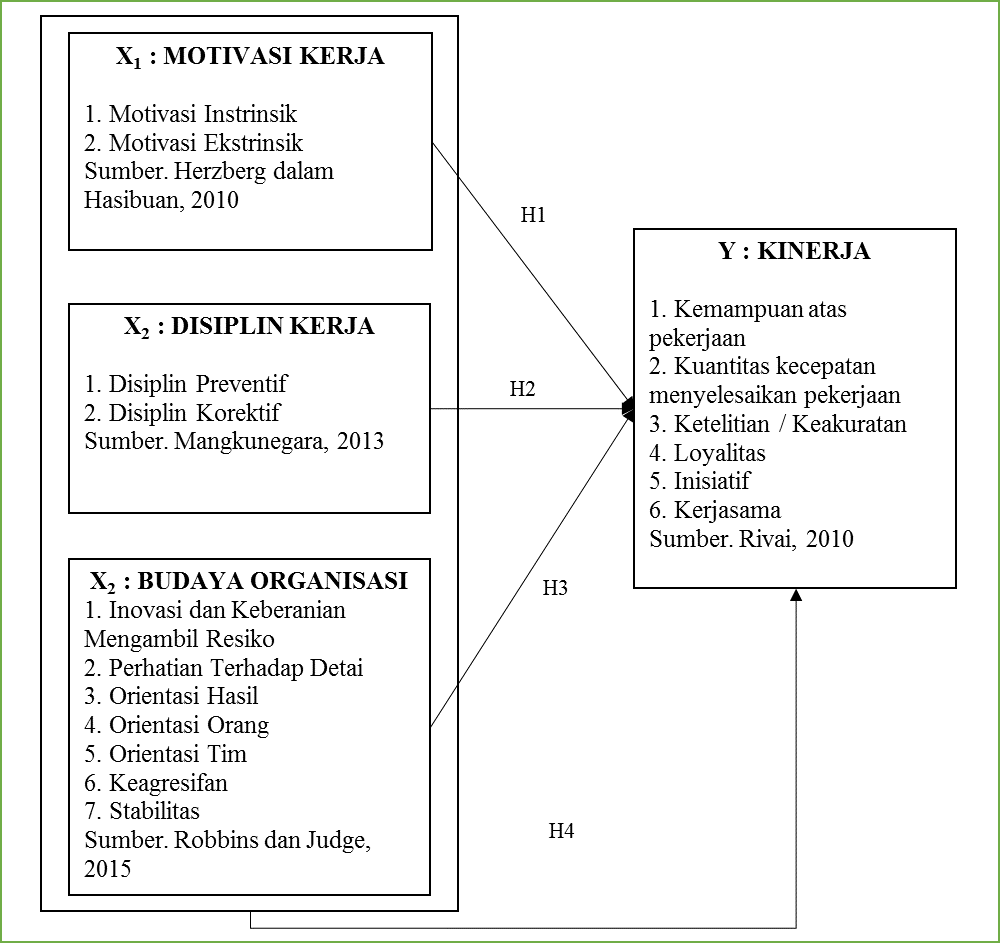 X₁ : MOTIVASI KERJA
1. Motivasi Instrinsik
2. Motivasi Ekstrinsik
Sumber. Herzberg dalam
Hasibuan, 2010
H1
X₂ : DISIPLIN KERJA
1. Disiplin Preventif
2. Disiplin Korektif
Sumber. Mangkunegara, 2013
H2
X₂ : BUDAYA ORGANISASI
1. Inovasi dan Keberanian
Mengambil Resiko
2. Perhatian Terhadap Detai
3. Orientasi Hasil
4. Orientasi Orang
5. Orientasi Tim
6. Keagresifan
7. Stabilitas
Sumber. Robbins dan Judge,
2015
H3
H4
Y : KINERJA
1. Kemampuan atas
pekerjaan
2. Kuantitas kecepatan
menyelesaikan pekerjaan
3. Ketelitian / Keakuratan
4. Loyalitas
5. Inisiatif
6. Kerjasama
Sumber. Rivai, 2010